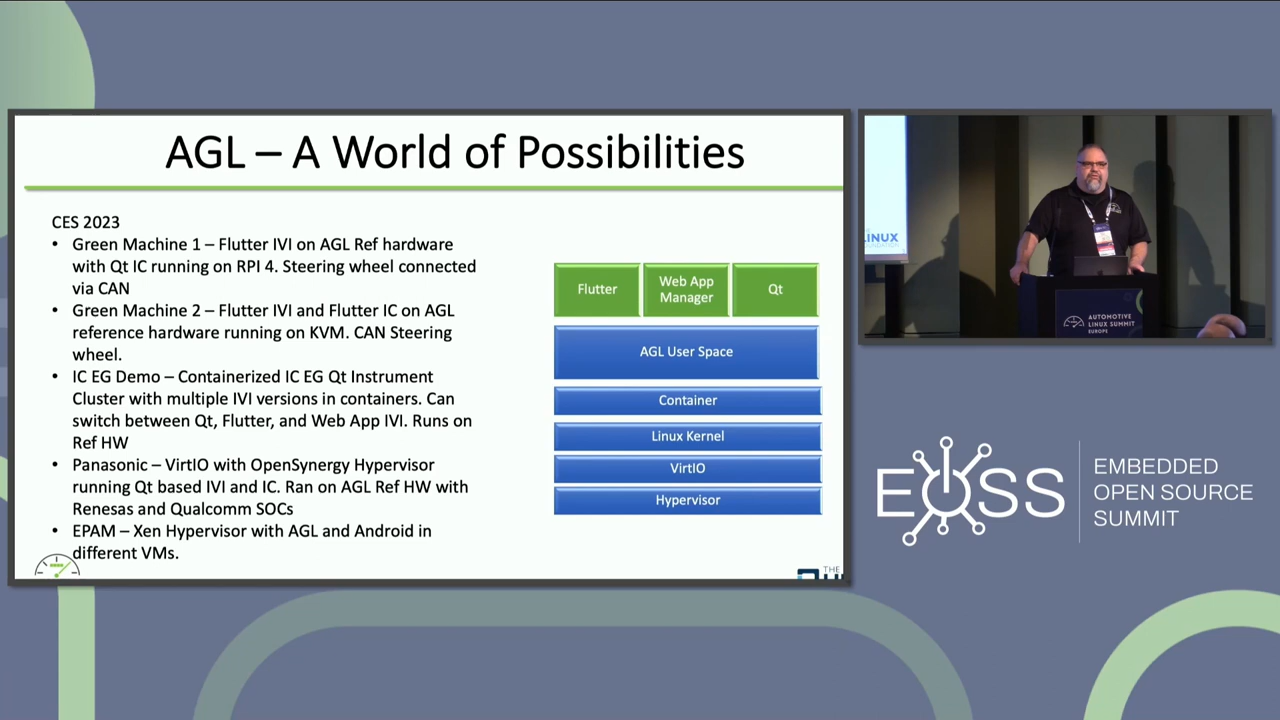 AGL – A World of Possibilities
CES 2023
• Green Machine 1 – Flutter IVI on AGL Ref hardware
with Qt IC running on RPI 4. Steering wheel connected
via CAN
• Green Machine 2 – Flutter IVI and Flutter IC on AGL
reference hardware running on KVM. CAN Steering
wheel.
• IC EG Demo – Containerized IC EG Qt Instrument
Cluster with multiple IVI versions in containers. Can
switch between Qt, Flutter, and Web App IVI. Runs on
Ref HW
• Panasonic – VirtIO with OpenSynergy Hypervisor
running Qt based IVI and IC. Ran on AGL Ref HW with
Renesas and Qualcomm SOCs
• EPAM – Xen Hypervisor with AGL and Android in
different VMs.
Flutter
Web App
Manager
Qt
AGL User Space
Container
Linux Kernel
VirtIO
Hypervisor
THE
LINUX
AUTOMOTIVE
LINUX SUMMIT
EUROPE
EOSS
EMBEDDED
OPEN SOURCE
SUMMIT